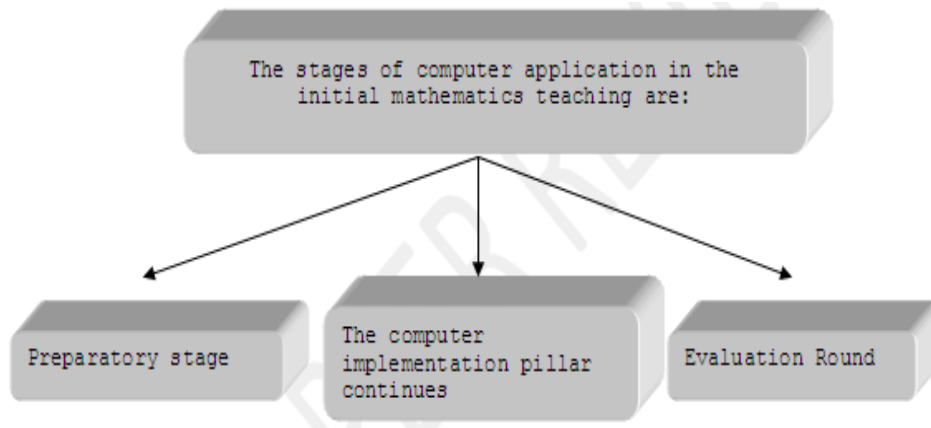 The stages of computer application in the
initial mathematics teaching are:
Preparatory stage
The computer
implementation pillar
continues
Evaluation Round